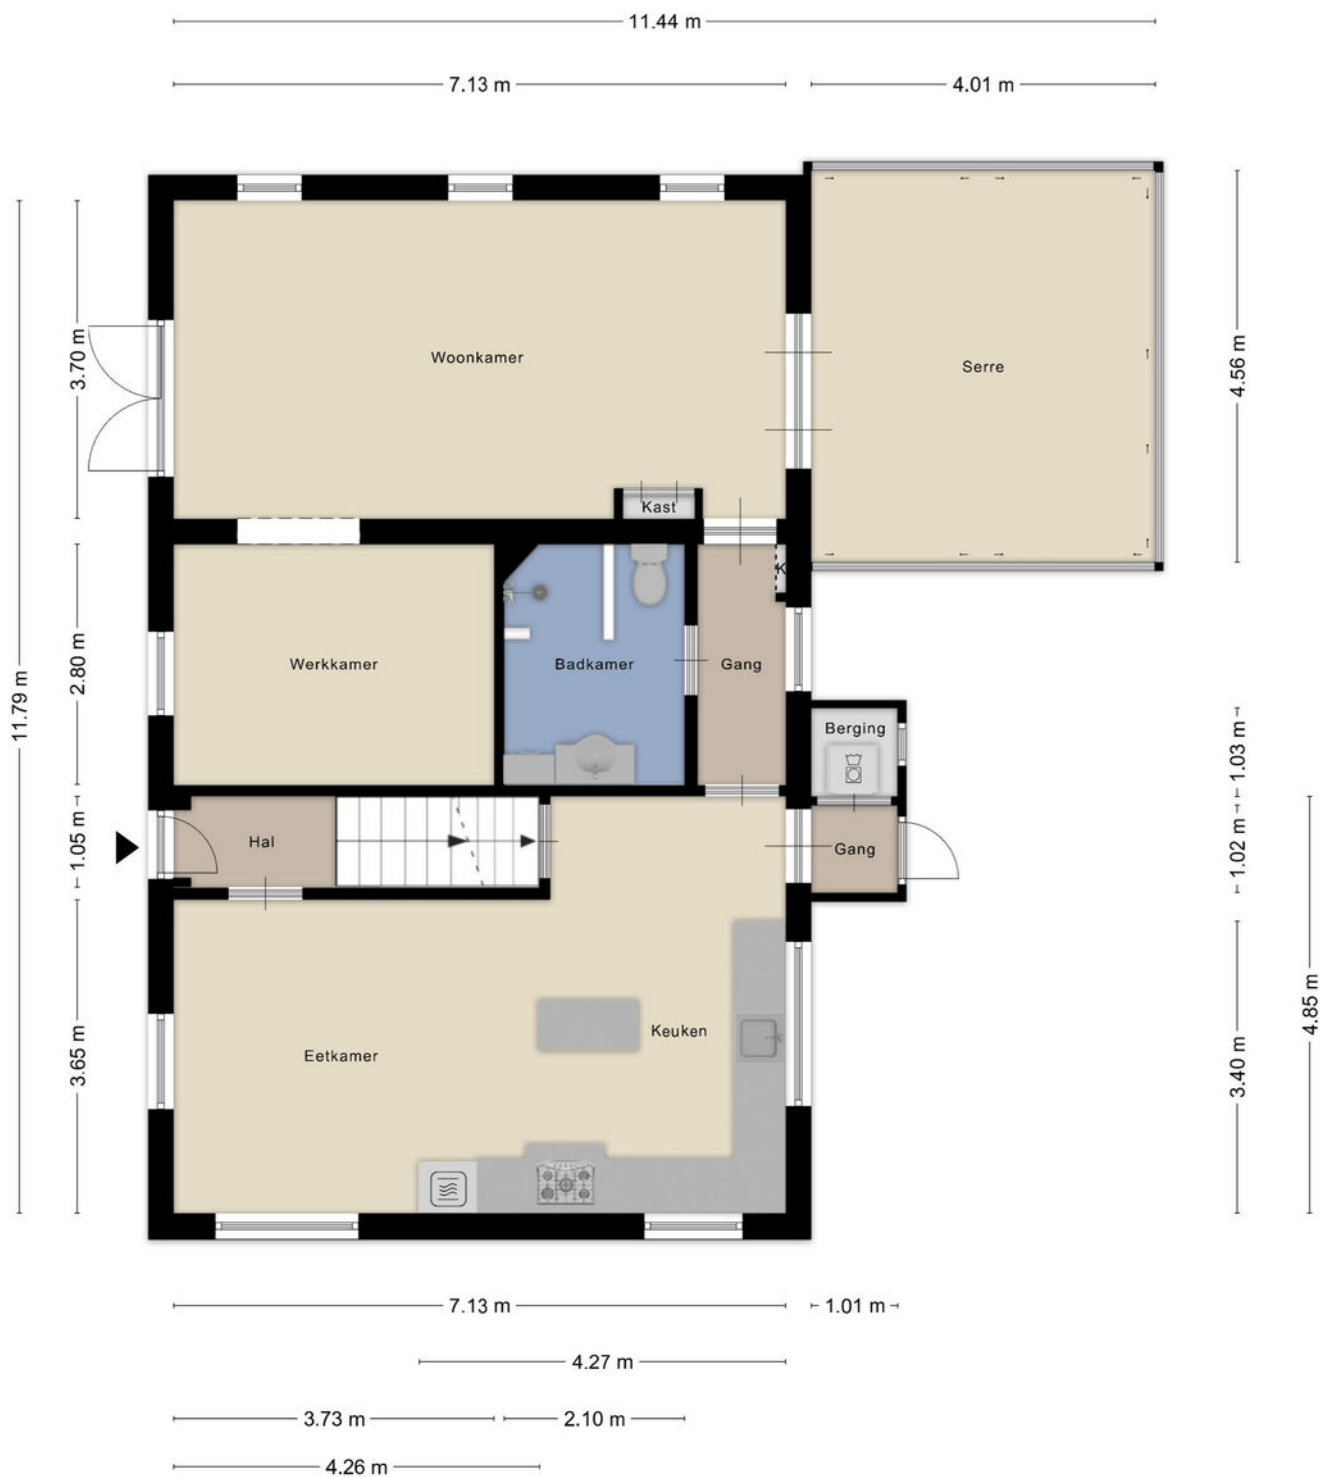 11.44 m
7.13 m
4.01 m
11.79 m
3.70 m
2.80 m
1.05 m
3.65 m
Woonkamer
Serre
Kast
K
Werkkamer
Badkamer
Gang
Berging
Hal
Gang
Eetkamer
Keuken
4.56 m
1.03 m
1.02 m
3.40 m
4.85 m
7.13 m
1.01 m
4.27 m
3.73 m
2.10 m
4.26 m